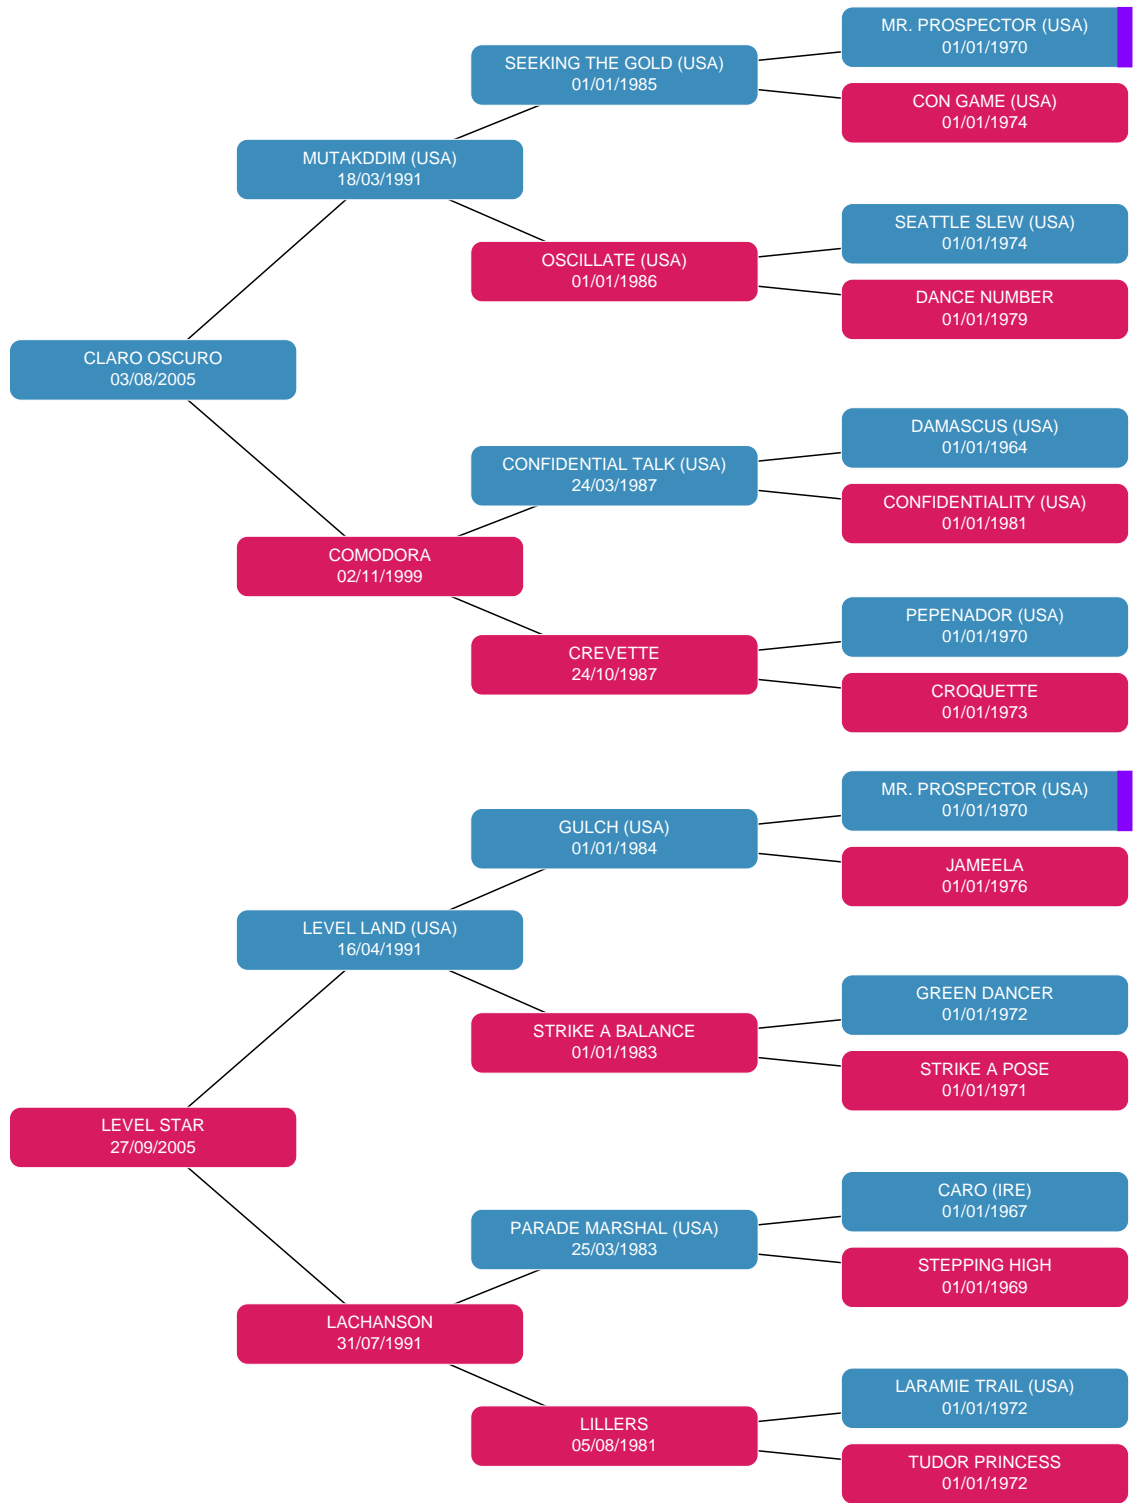 MR. PROSPECTOR (USA)
01/01/1970
SEEKING THE GOLD (USA)
01/01/1985
CON GAME (USA)
01/01/1974
MUTAKDDIM (USA)
18/03/1991
SEATTLE SLEW (USA)
01/01/1974
OSCILLATE (USA)
01/01/1986
DANCE NUMBER
01/01/1979
CLARO OSCURO
03/08/2005
DAMASCUS (USA)
01/01/1964
CONFIDENTIAL TALK (USA)
24/03/1987
CONFIDENTIALITY (USA)
01/01/1981
COMODORA
02/11/1999
PEPENADOR (USA)
01/01/1970
CREVETTE
24/10/1987
CROQUETTE
01/01/1973
MR. PROSPECTOR (USA)
01/01/1970
GULCH (USA)
01/01/1984
JAMEELA
01/01/1976
LEVEL LAND (USA)
16/04/1991
GREEN DANCER
01/01/1972
STRIKE A BALANCE
01/01/1983
STRIKE A POSE
01/01/1971
LEVEL STAR
27/09/2005
CARO (IRE)
01/01/1967
PARADE MARSHAL (USA)
25/03/1983
STEPPING HIGH
01/01/1969
LACHANSON
31/07/1991
LARAMIE TRAIL (USA)
01/01/1972
LILLERS
05/08/1981
TUDOR PRINCESS
01/01/1972